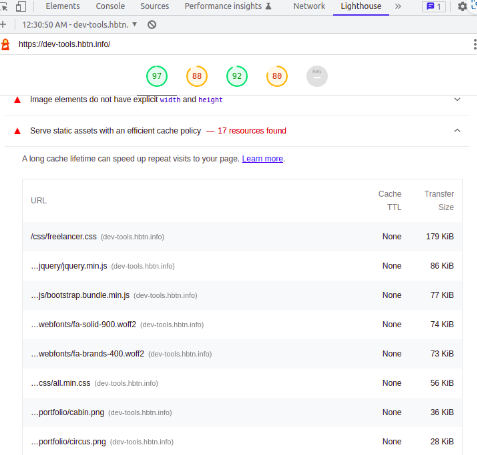 Elements Console Sources Performance insights Network Lighthouse » 1
+ 12:30:50 AM - dev-tools.hbtn. ▼
https://dev-tools.hbtn.info/
97 88 92 80
Image elements do not have explicit width and height
Serve static assets with an efficient cache policy — 17 resources found
A long cache lifetime can speed up repeat visits to your page. Learn more.
URL Cache TTL Transfer Size
/css/freelancer.css (dev-tools.hbtn.info) None 179 KiB
…jquery/jquery.min.js (dev-tools.hbtn.info) None 86 KiB
…js/bootstrap.bundle.min.js (dev-tools.hbtn.info) None 77 KiB
…webfonts/fa-solid-900.woff2 (dev-tools.hbtn.info) None 74 KiB
…webfonts/fa-brands-400.woff2 (dev-tools.hbtn.info) None 73 KiB
…css/all.min.css (dev-tools.hbtn.info) None 56 KiB
…portfolio/cabin.png (dev-tools.hbtn.info) None 36 KiB
…portfolio/circus.png (dev-tools.hbtn.info) None 28 KiB